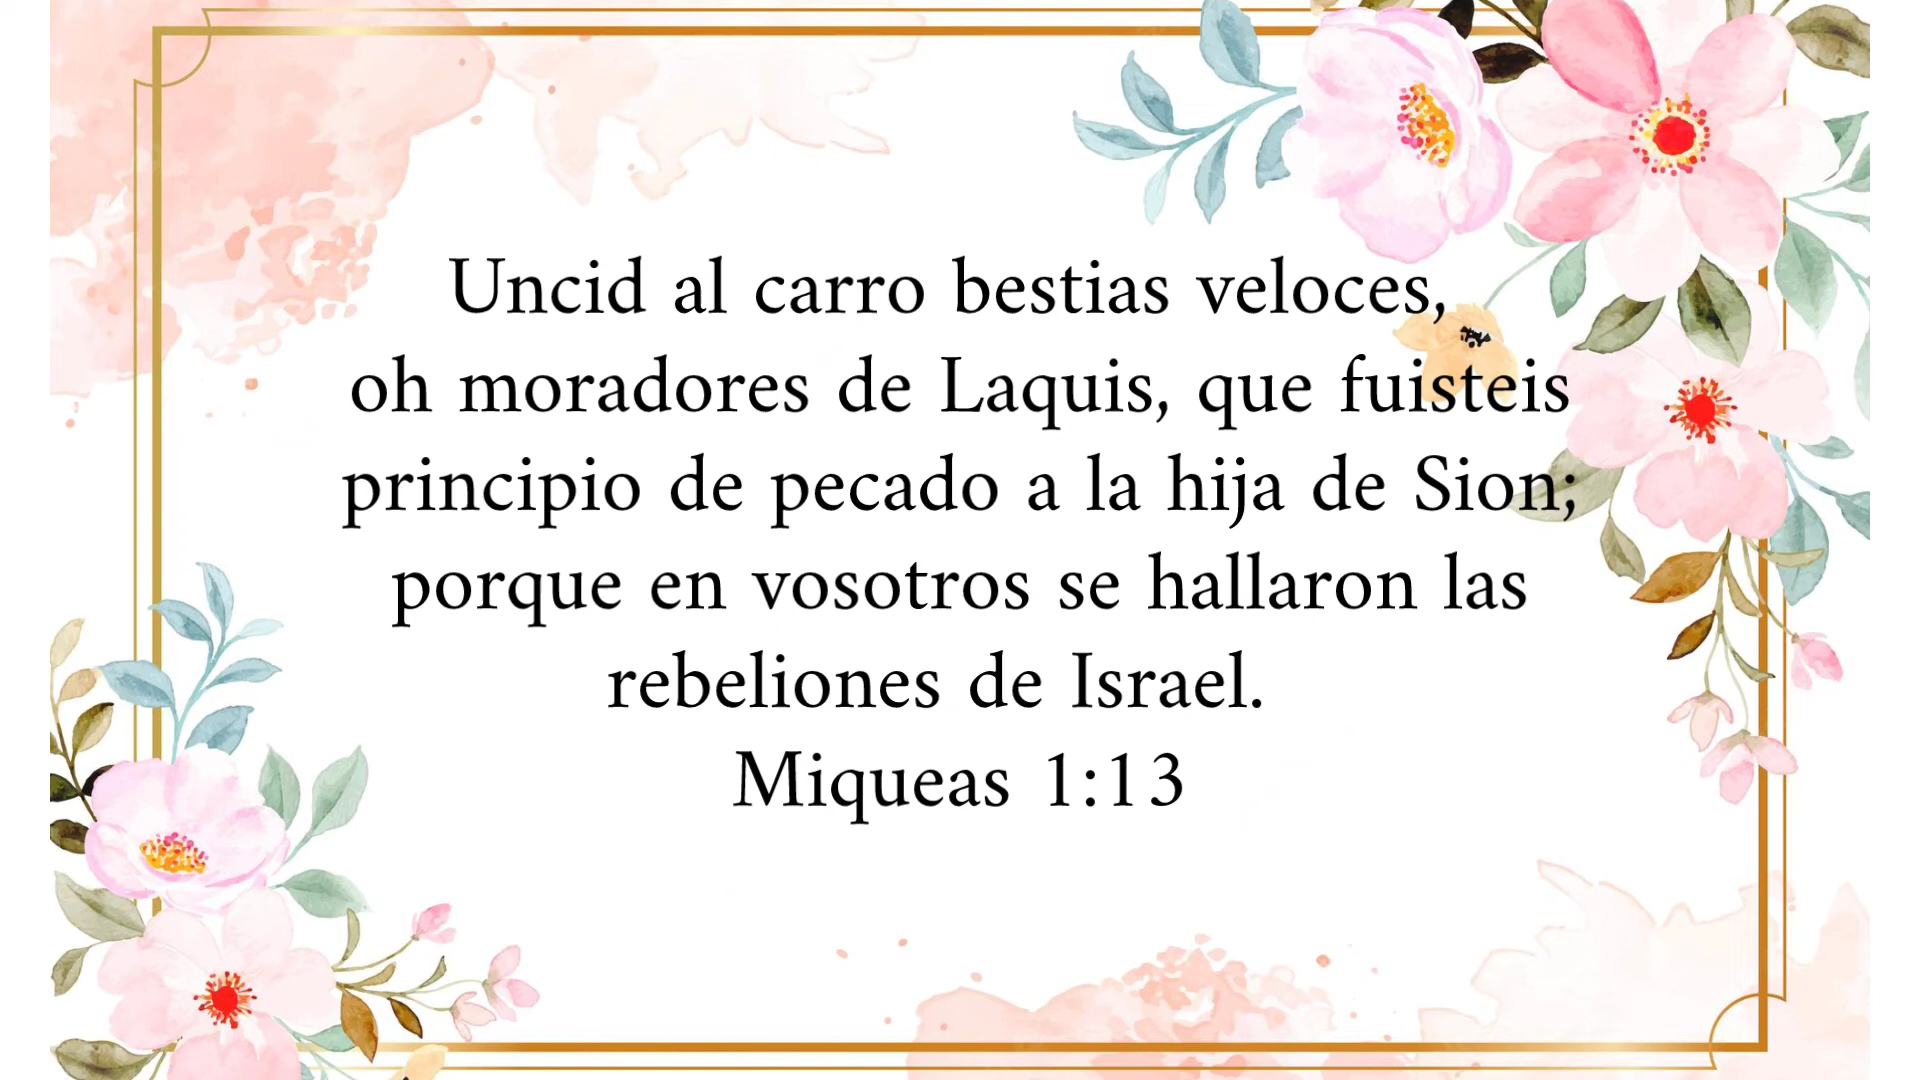 Uncid al carro bestias veloces,
oh moradores de Laquis, que fuisteis
principio de pecado a la hija de Sion;
porque en vosotros se hallaron las
rebeliones de Israel.
Miqueas 1:13